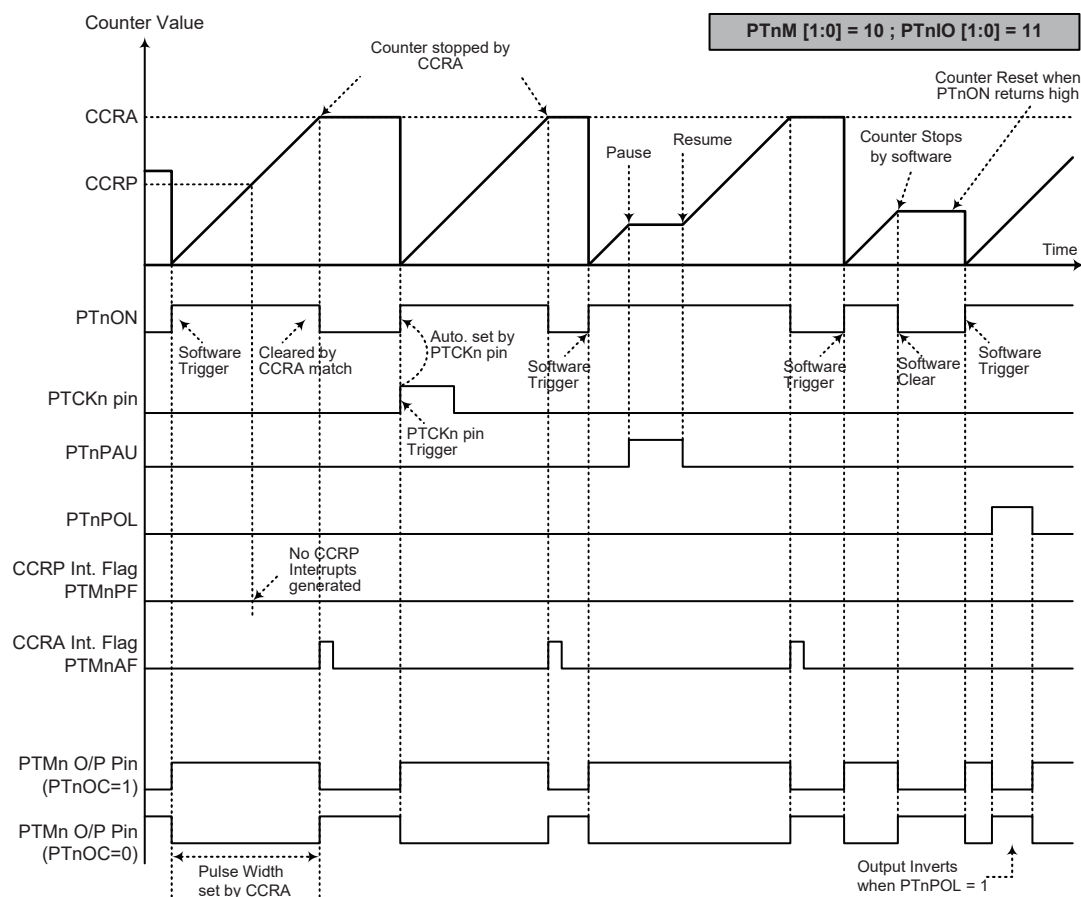 Counter Value
PTnM [1:0] = 10 ; PTnIO [1:0] = 11
Counter stopped by
CCRA
Counter Reset when
PTnON returns high
CCRA
Pause
Resume
Counter Stops
by software
CCRP
Time
PTnON
Software
Trigger
Cleared by
CCRA match
Auto. set by
PTCKn pin
Software
Trigger
Software
Trigger
Software
Clear
Software
Trigger
PTCKn pin
PTCKn pin
Trigger
PTnPAU
PTnPOL
No CCRP
Interrupts
generated
CCRP Int. Flag
PTMnPF
CCRA Int. Flag
PTMnAF
PTMn O/P Pin
(PTnOC=1)
PTMn O/P Pin
(PTnOC=0)
Pulse Width
set by CCRA
Output Inverts
when PTnPOL = 1